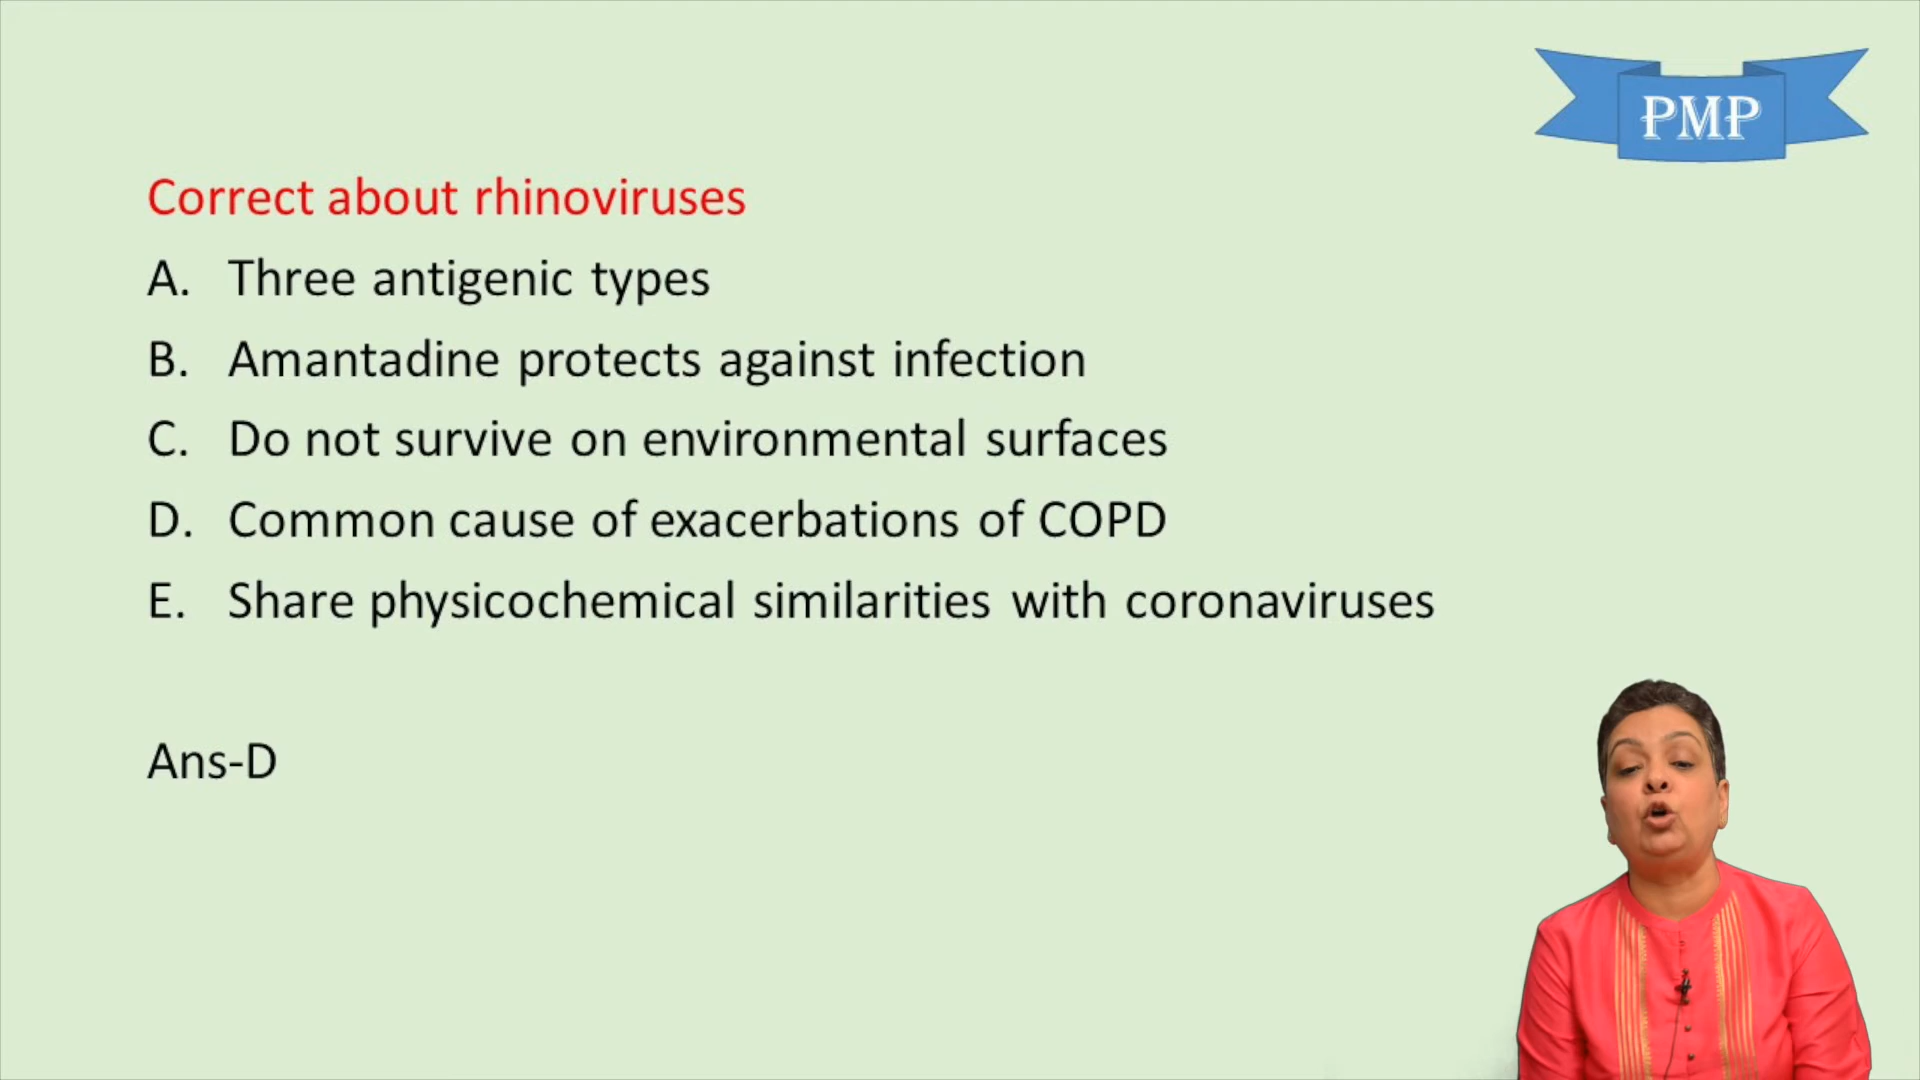 PMP
Correct about rhinoviruses
A. Three antigenic types
B. Amantadine protects against infection
C. Do not survive on environmental surfaces
D. Common cause of exacerbations of COPD
E. Share physicochemical similarities with coronaviruses
Ans-D